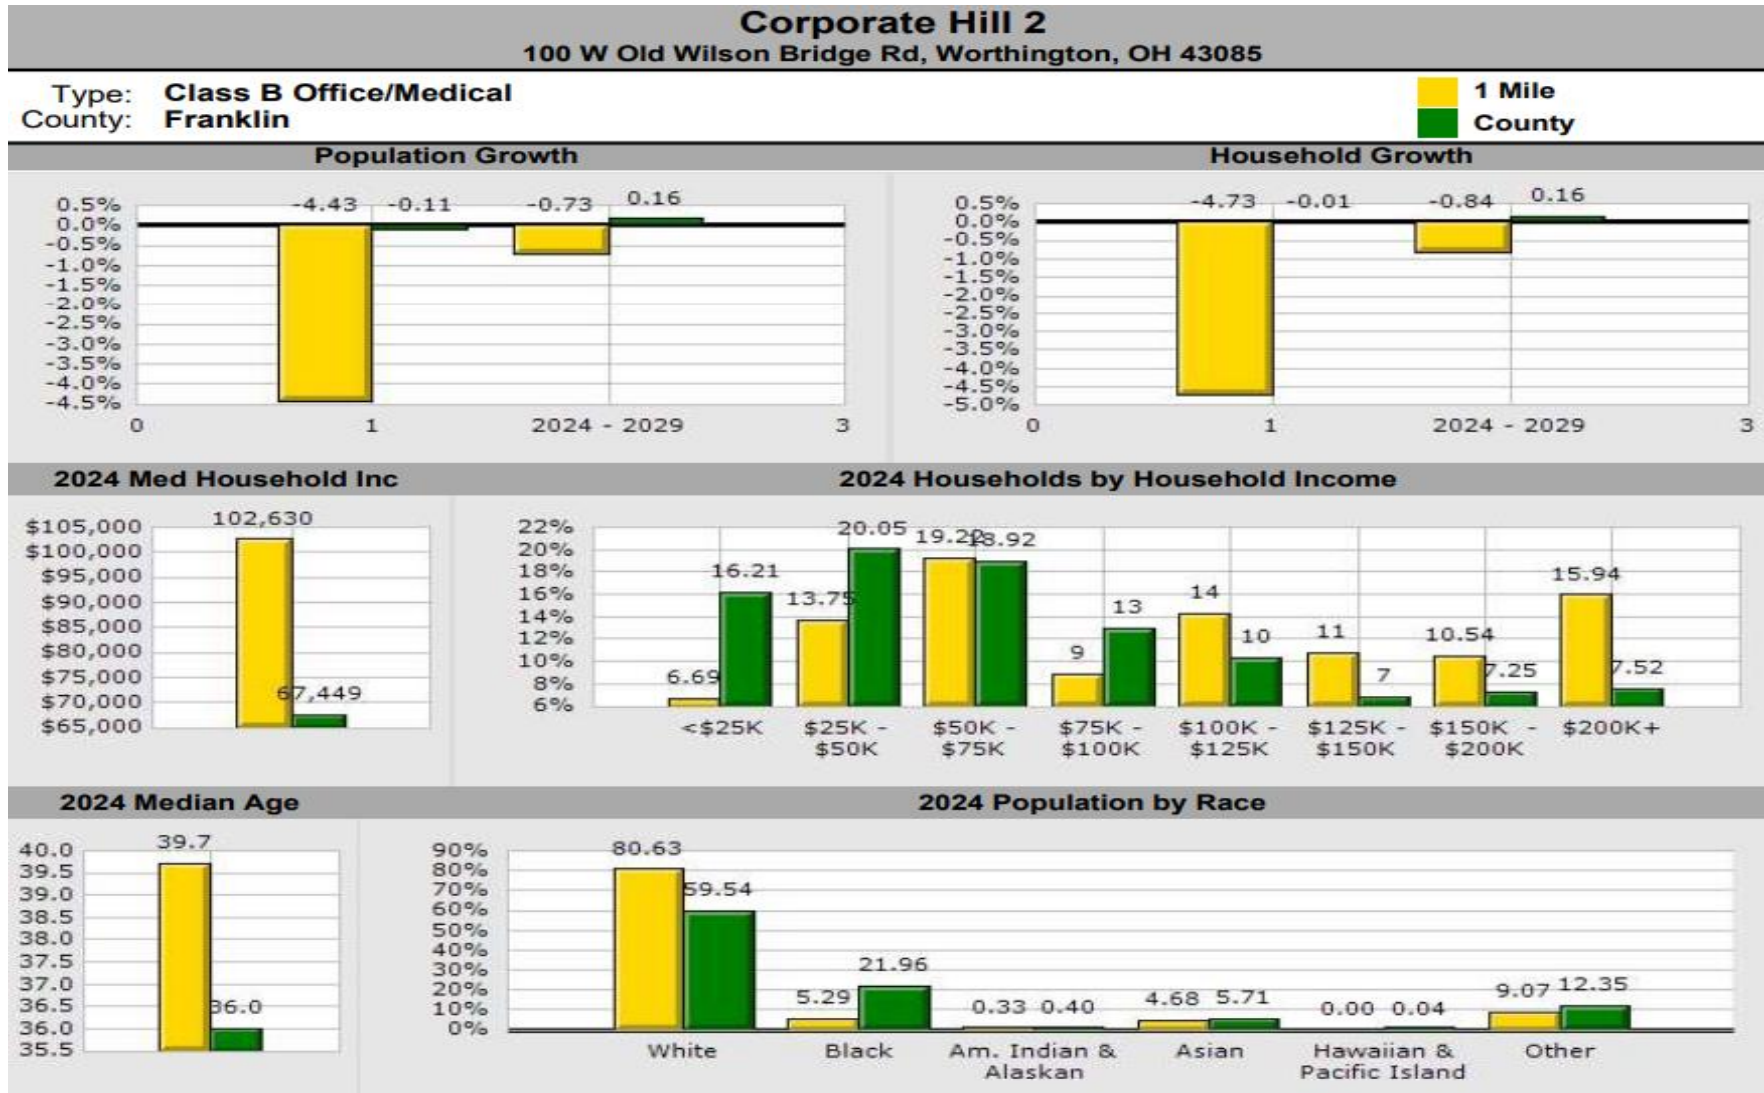 Corporate Hill 2
100 W Old Wilson Bridge Rd, Worthington, OH 43085
Type: Class B Office/Medical
County: Franklin
1 Mile
County
Population Growth
-4.43 -0.11 -0.73 0.16
0.5%
0.0%
-0.5%
-1.0%
-1.5%
-2.0%
-2.5%
-3.0%
-3.5%
-4.0%
-4.5%
0 1 2024 - 2029 3
Household Growth
-4.73 -0.01 -0.84 0.16
0.5%
0.0%
-0.5%
-1.0%
-1.5%
-2.0%
-2.5%
-3.0%
-3.5%
-4.0%
-4.5%
-5.0%
0 1 2024 - 2029 3
2024 Med Household Inc
102,630
67,449
$105,000
$100,000
$95,000
$90,000
$85,000
$80,000
$75,000
$70,000
$65,000
2024 Households by Household Income
22%
20%
18%
16%
14%
12%
10%
8%
6%
6.69 16.21 13.75 20.05 19.22 18.92 9 13 14 10 11 7 10.54 7.25 15.94 7.52
<$25K $25K - $50K - $75K - $100K - $125K - $150K - $200K+
$50K $75K $100K $125K $150K $200K
2024 Median Age
39.7
36.0
40.0
39.5
39.0
38.5
38.0
37.5
37.0
36.5
36.0
35.5
2024 Population by Race
90%
80%
70%
60%
50%
40%
30%
20%
10%
0%
80.63 59.54 5.29 21.96 0.33 0.40 4.68 5.71 0.00 0.04 9.07 12.35
White Black Am. Indian & Asian Hawaiian & Other
Alaskan Pacific Island